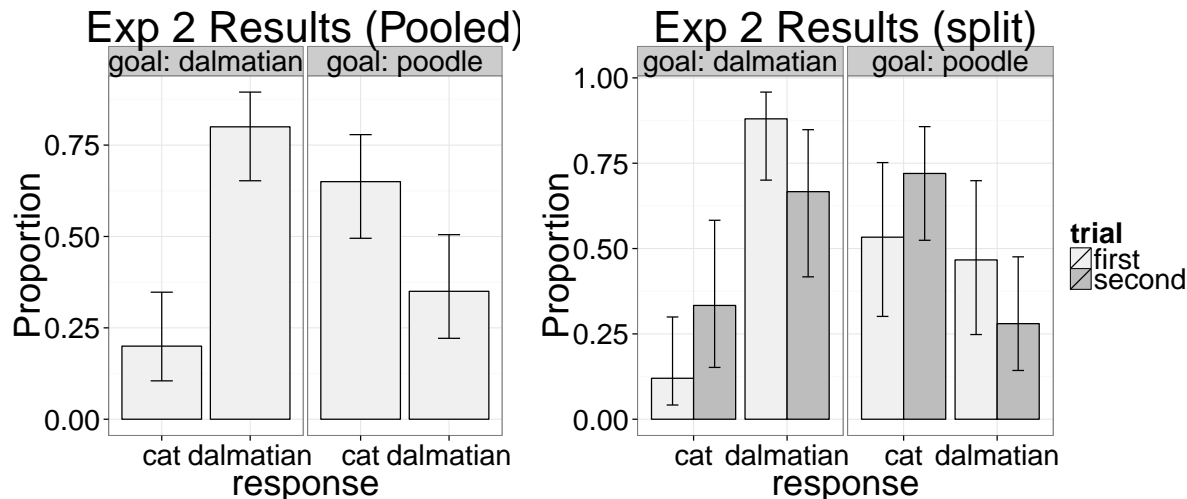 Exp 2 Results (Pooled)
goal: dalmatian
goal: poodle
Proportion
0.75
0.50
0.25
0.00
cat dalmatian
cat dalmatian
response
Exp 2 Results (split)
goal: dalmatian
goal: poodle
Proportion
1.00
0.75
0.50
0.25
0.00
cat dalmatian
cat dalmatian
response
trial
first
second